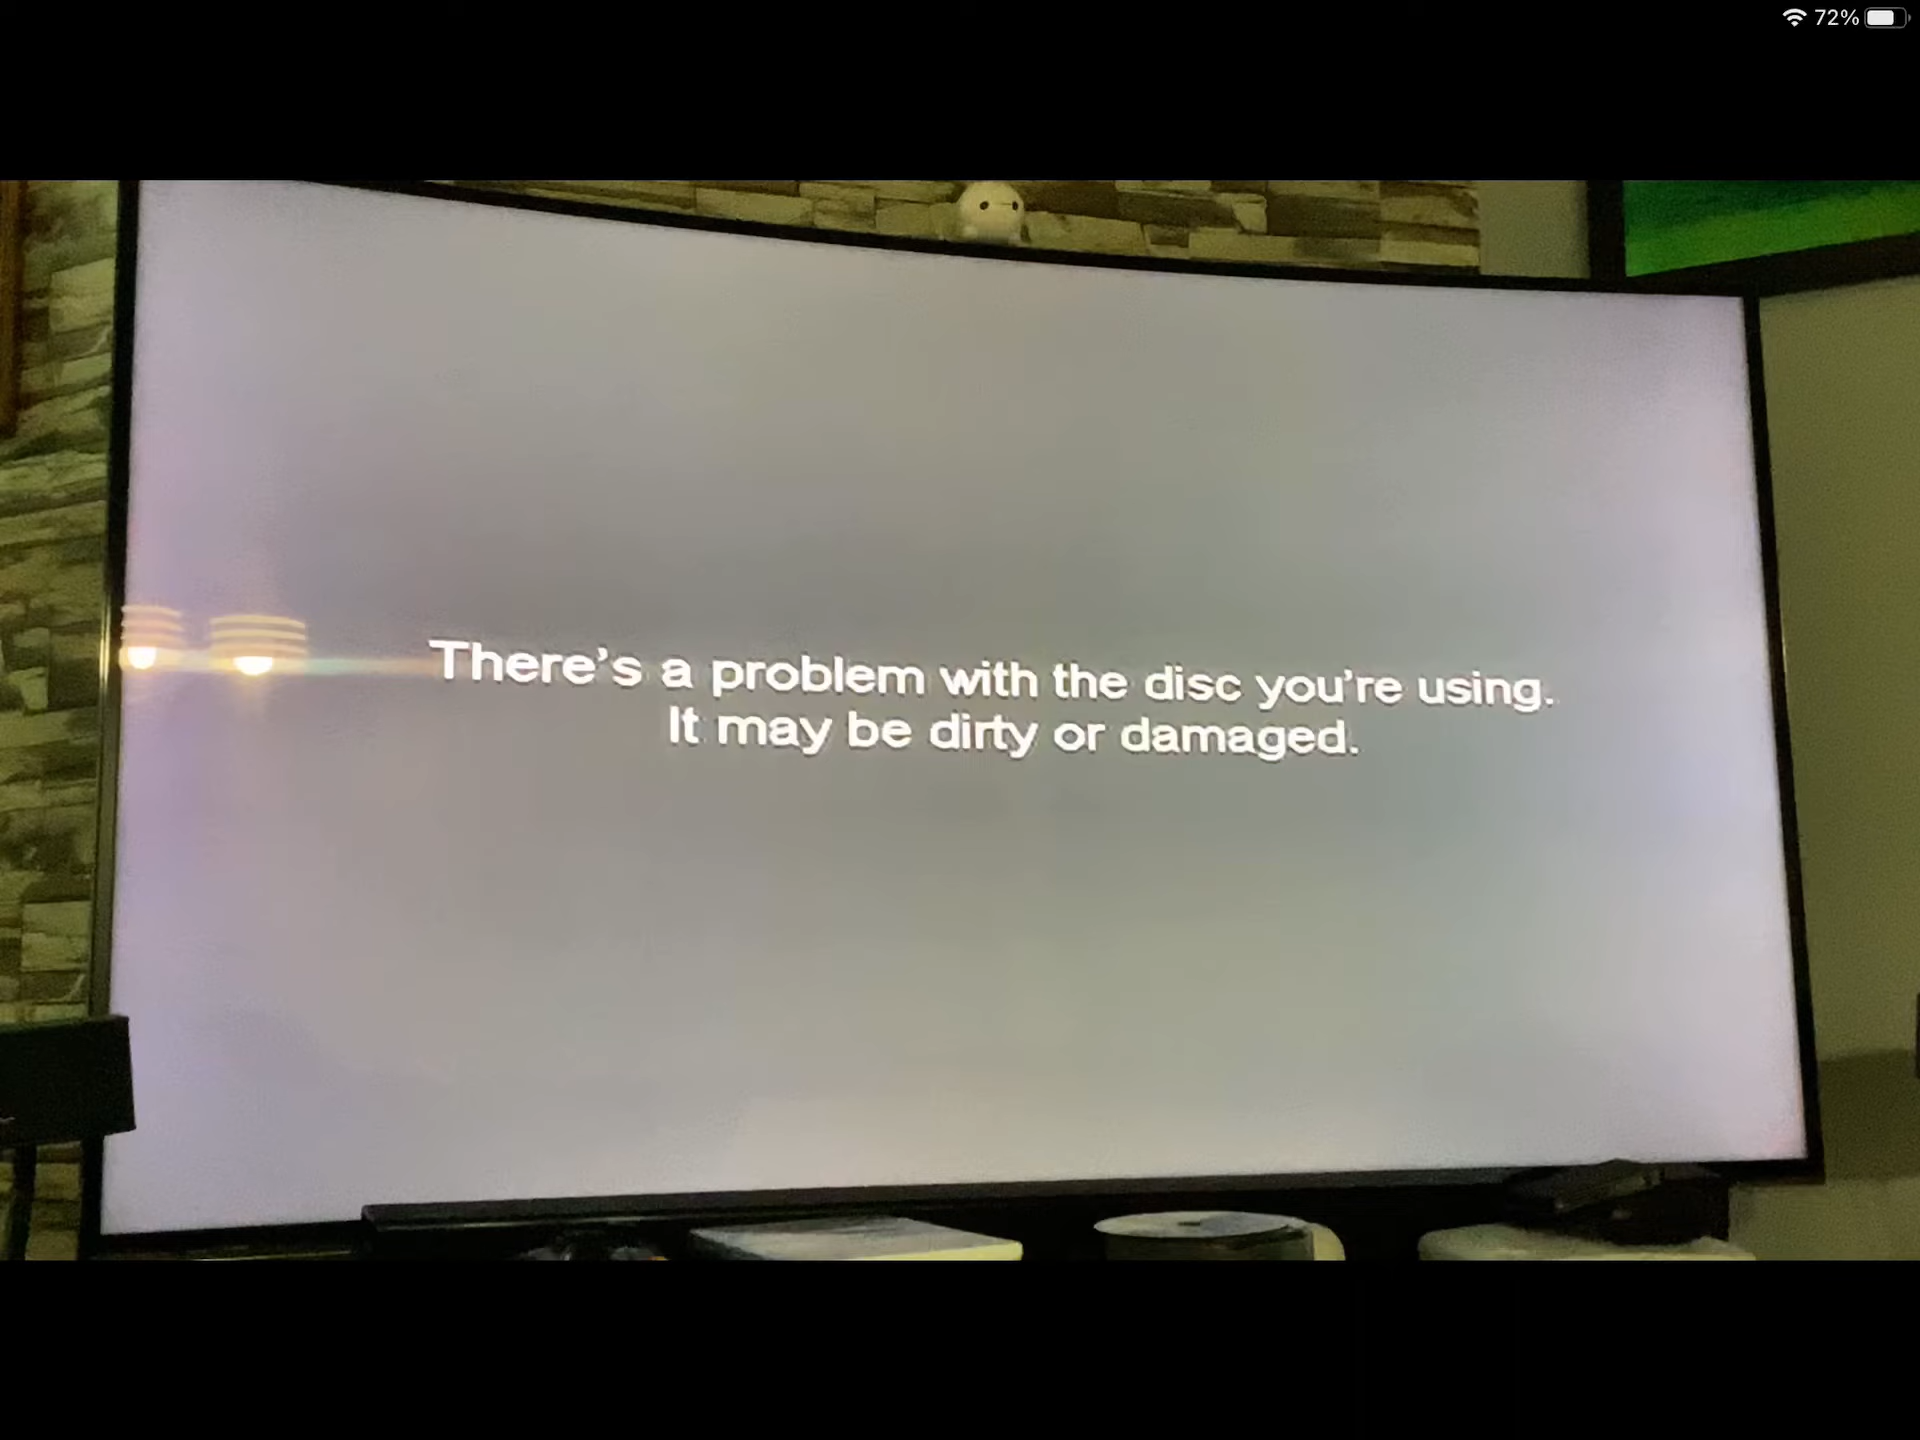 72%
There's a problem with the disc you're using.
It may be dirty or damaged.